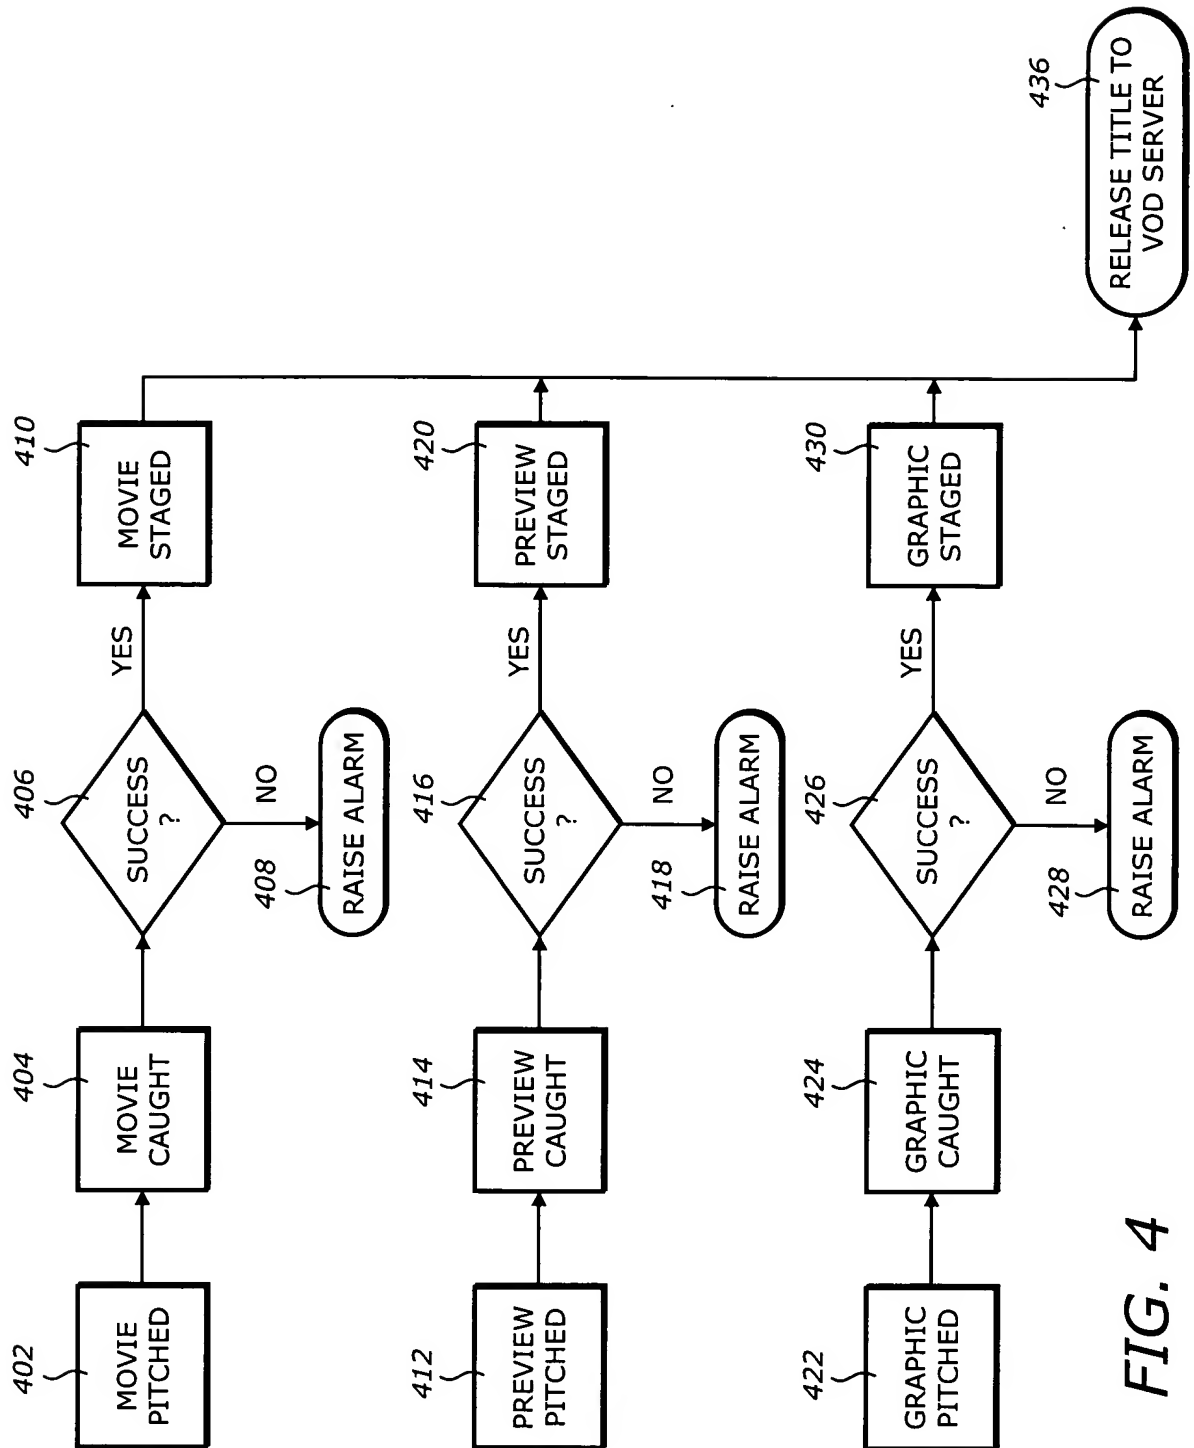 402
MOVIE
PITCHED
404
MOVIE
CAUGHT
406
SUCCESS
?
YES
NO
408
RAISE ALARM
410
MOVIE
STAGED
412
PREVIEW
PITCHED
414
PREVIEW
CAUGHT
416
SUCCESS
?
YES
NO
418
RAISE ALARM
420
PREVIEW
STAGED
422
GRAPHIC
PITCHED
424
GRAPHIC
CAUGHT
426
SUCCESS
?
YES
NO
428
RAISE ALARM
430
GRAPHIC
STAGED
436
RELEASE TITLE TO
VOD SERVER
FIG. 4